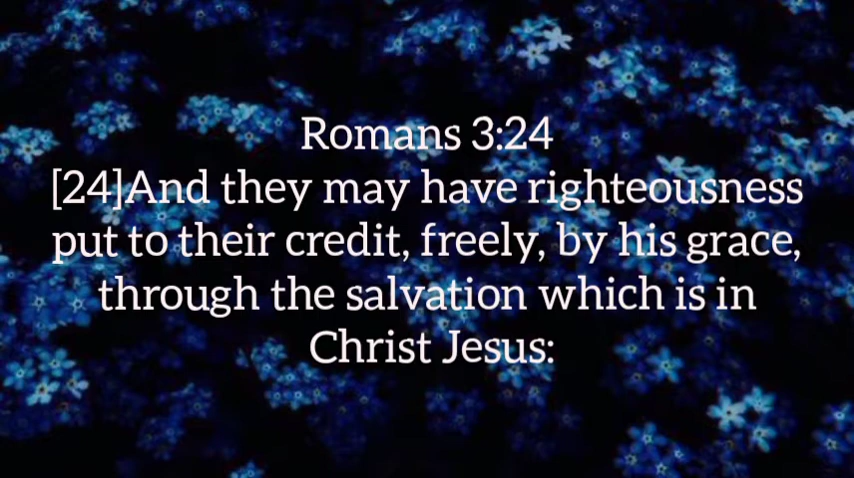 Romans 3:24
[24]And they may have righteousness
put to their credit, freely, by his grace,
through the salvation which is in
Christ Jesus: